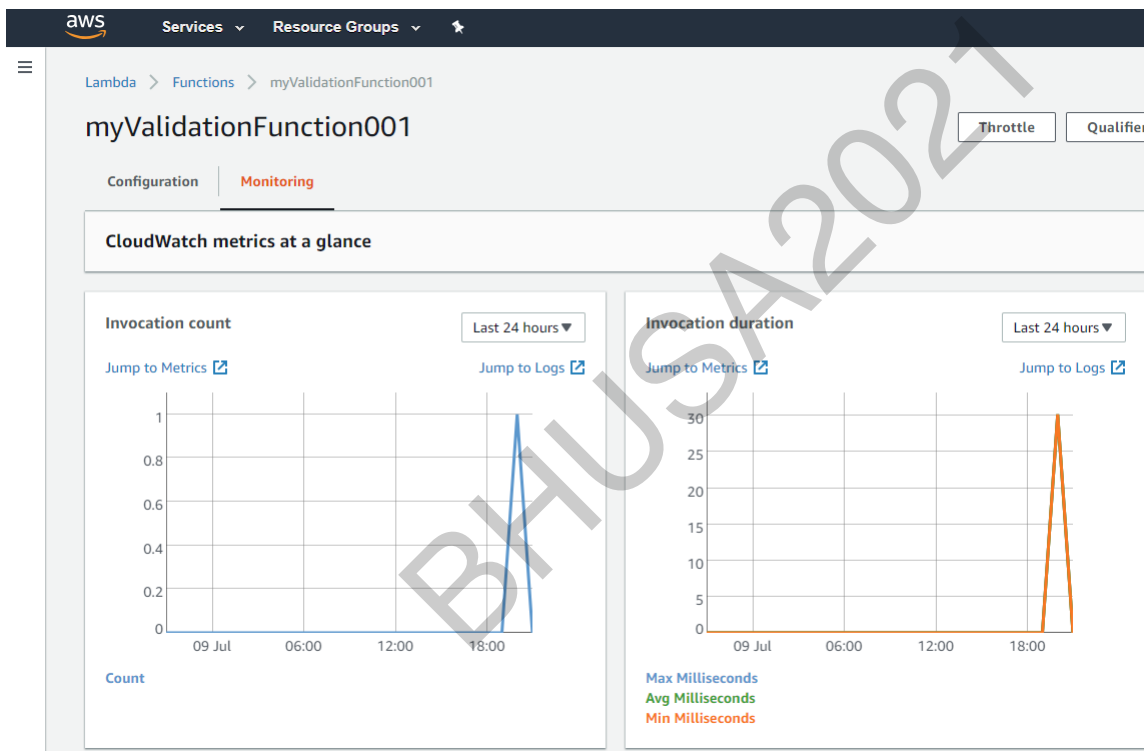 aws
Services
Resource Groups
Lambda > Functions > myValidationFunction001
myValidationFunction001
Throttle
Qualifier
Configuration
Monitoring
CloudWatch metrics at a glance
Invocation count
Last 24 hours
Jump to Metrics
Jump to Logs
1
0.8
0.6
0.4
0.2
0
09 Jul
06:00
12:00
18:00
Count
Invocation duration
Last 24 hours
Jump to Metrics
Jump to Logs
30
25
20
15
10
5
0
09 Jul
06:00
12:00
18:00
Max Milliseconds
Avg Milliseconds
Min Milliseconds
BHUSA2021